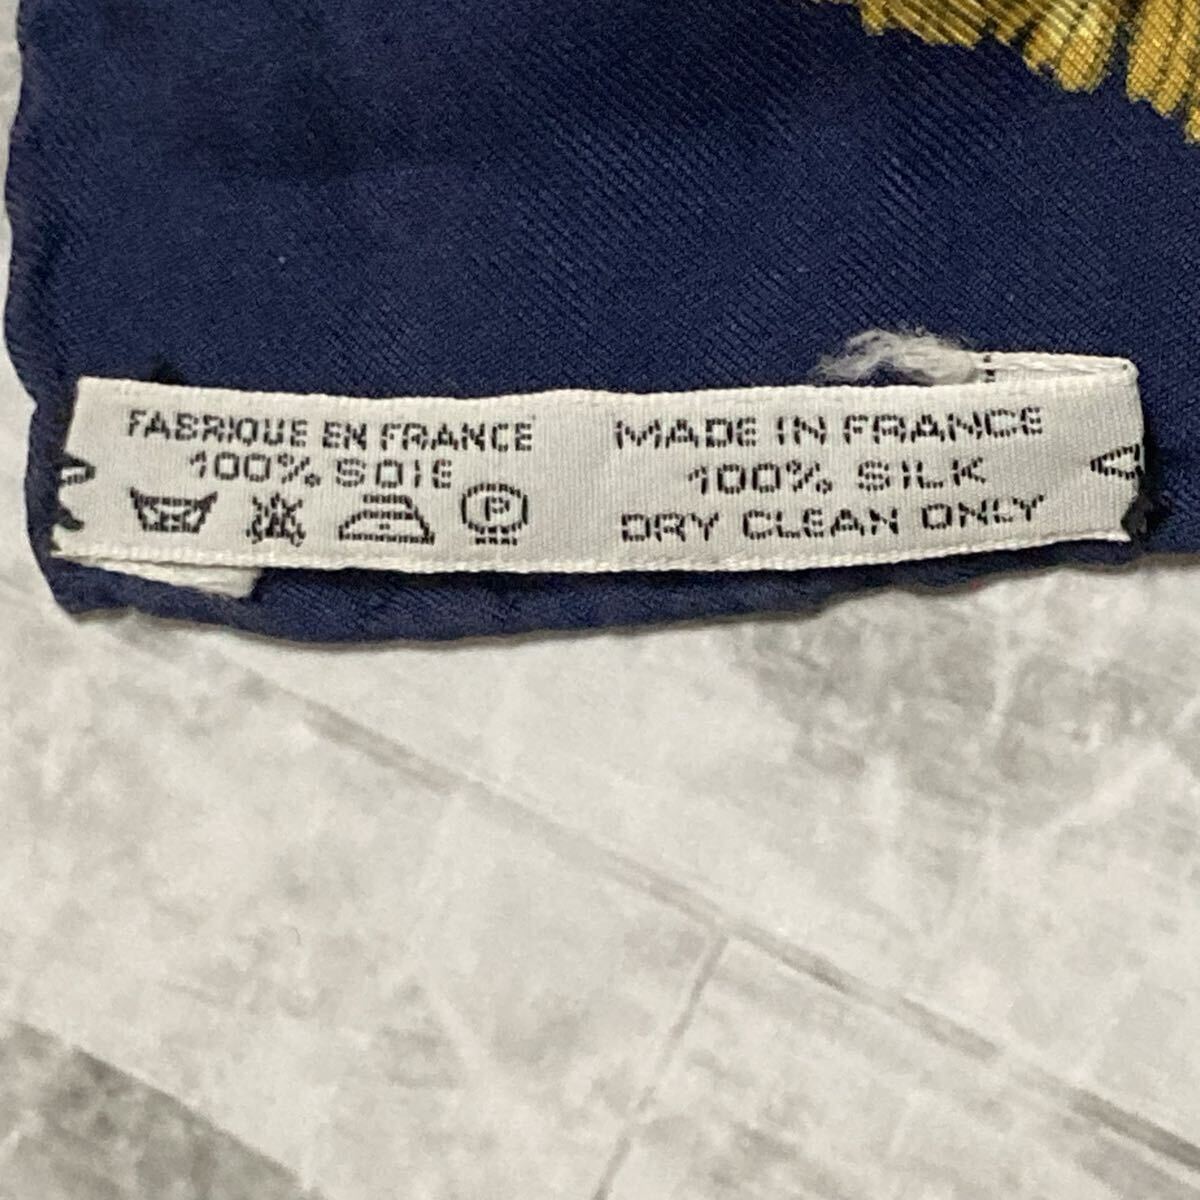 FABRIQUE EN FRANCE
100% SOIE
P
MADE IN FRANCE
100% SILK
DRY CLEAN ONLY